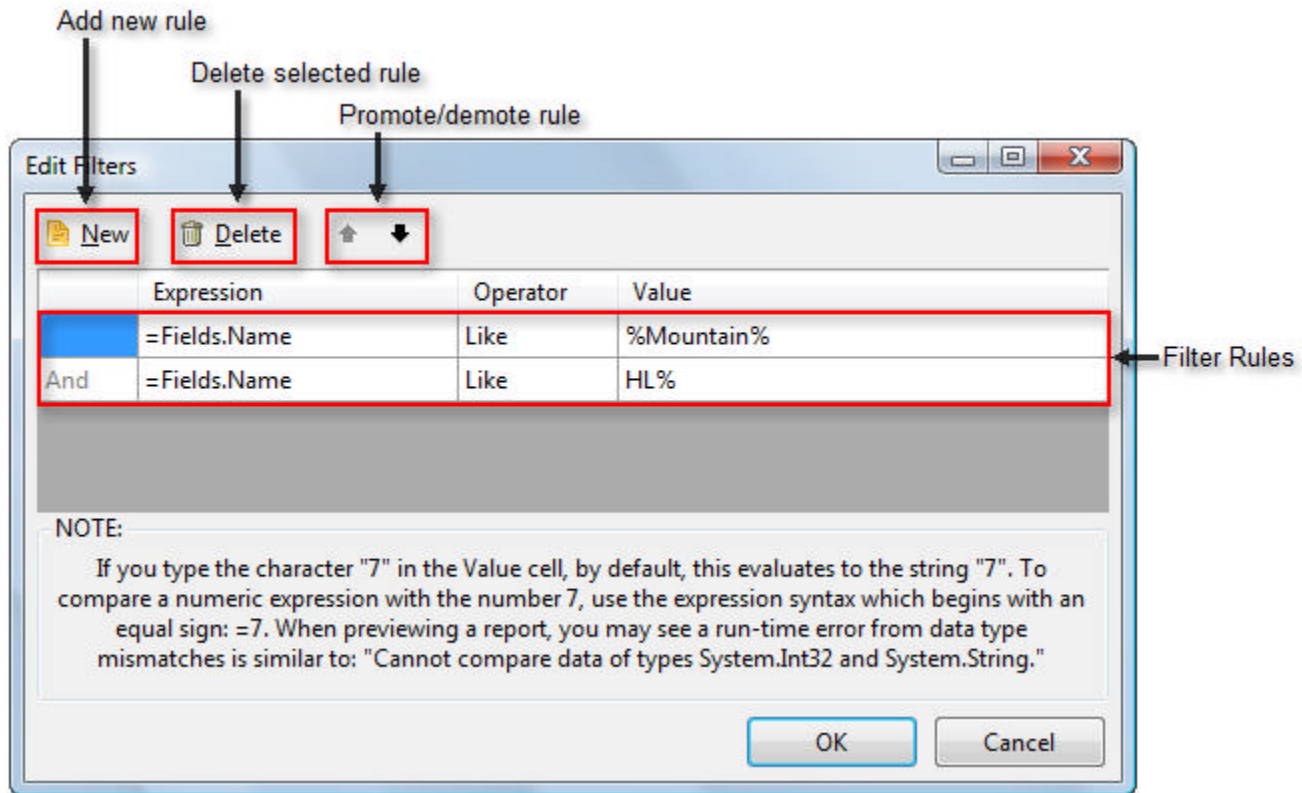 Add new rule
Delete selected rule
Promote/demote rule
Edit Filters
New Delete
Expression Operator Value
=Fields.Name Like %Mountain%
And =Fields.Name Like HL%
Filter Rules
NOTE:
If you type the character "7" in the Value cell, by default, this evaluates to the string "7". To
compare a numeric expression with the number 7, use the expression syntax which begins with an
equal sign: =7. When previewing a report, you may see a run-time error from data type
mismatches is similar to: "Cannot compare data of types System.Int32 and System.String."
OK Cancel